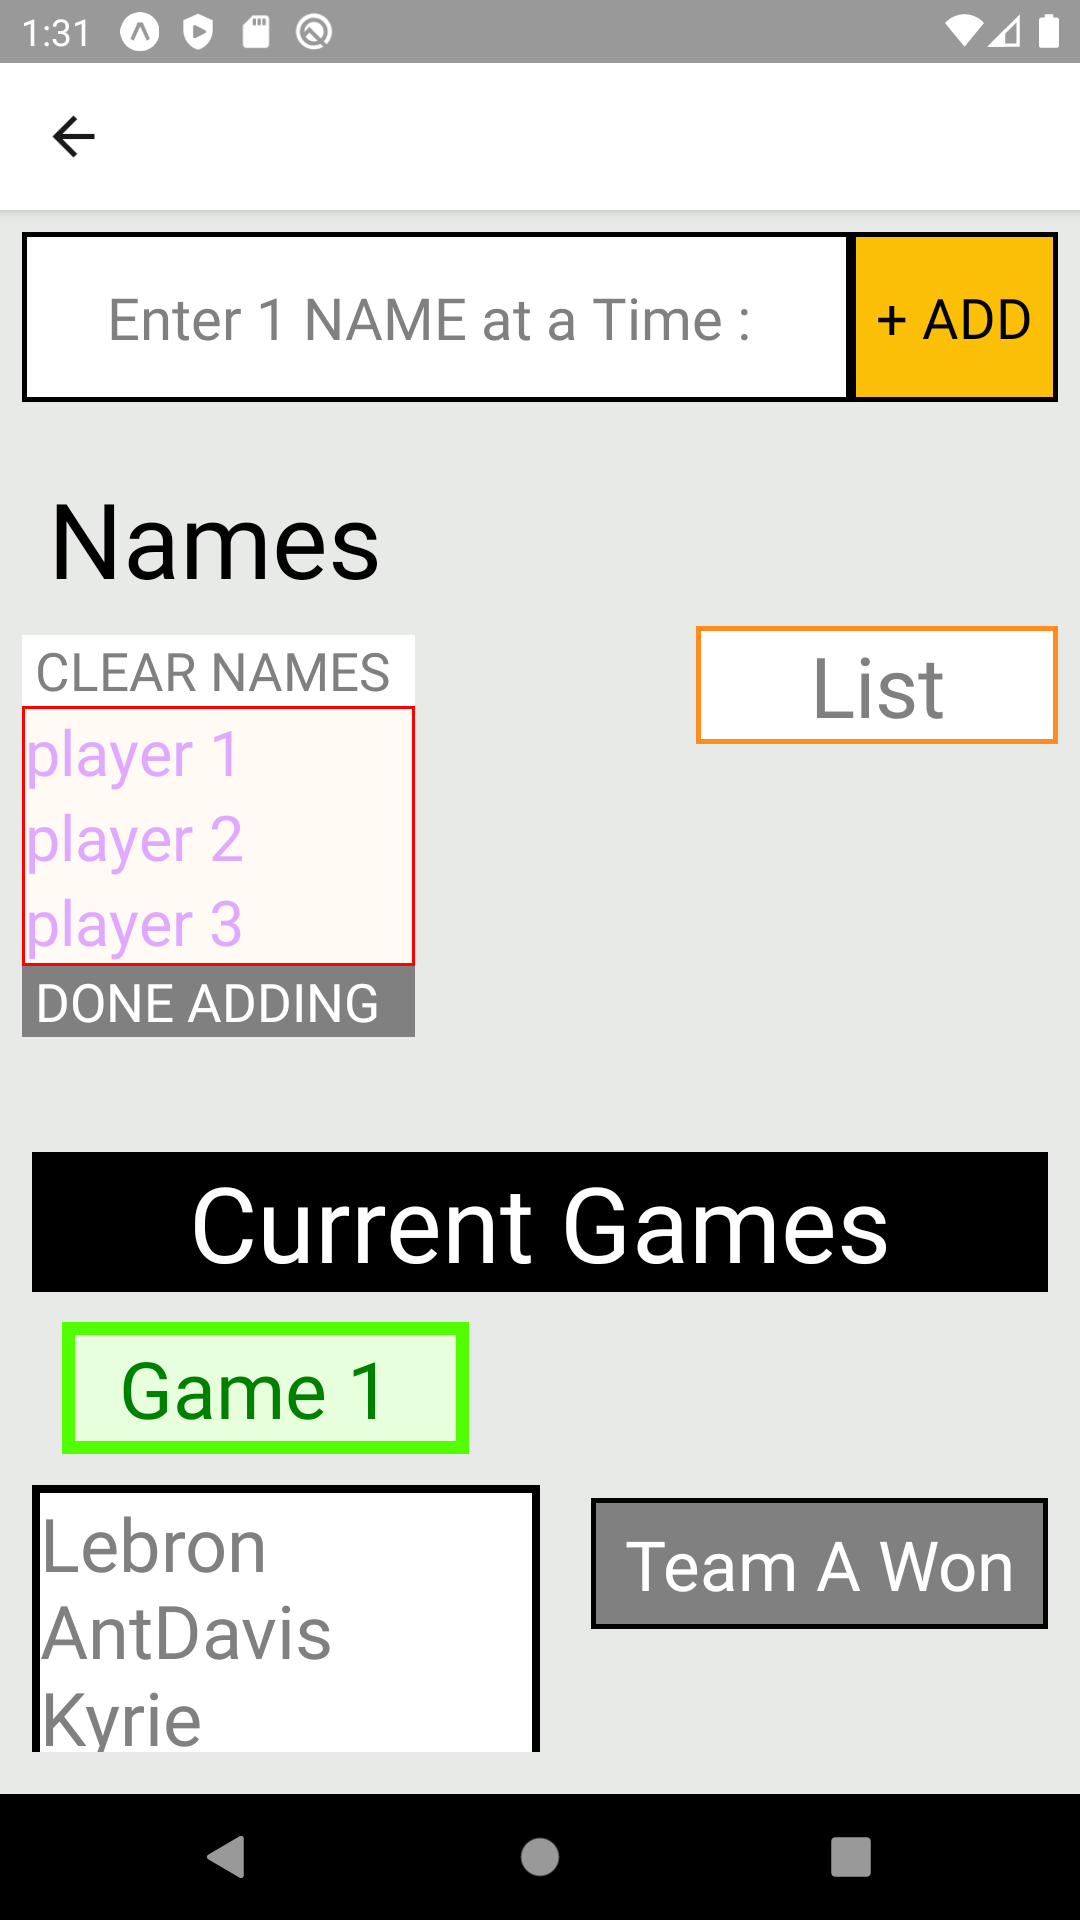 1:31
Enter 1 NAME at a Time :
+ ADD
Names
CLEAR NAMES
List
player 1
player 2
player 3
DONE ADDING
Current Games
Game 1
Lebron
Team A Won
AntDavis
Kyrie